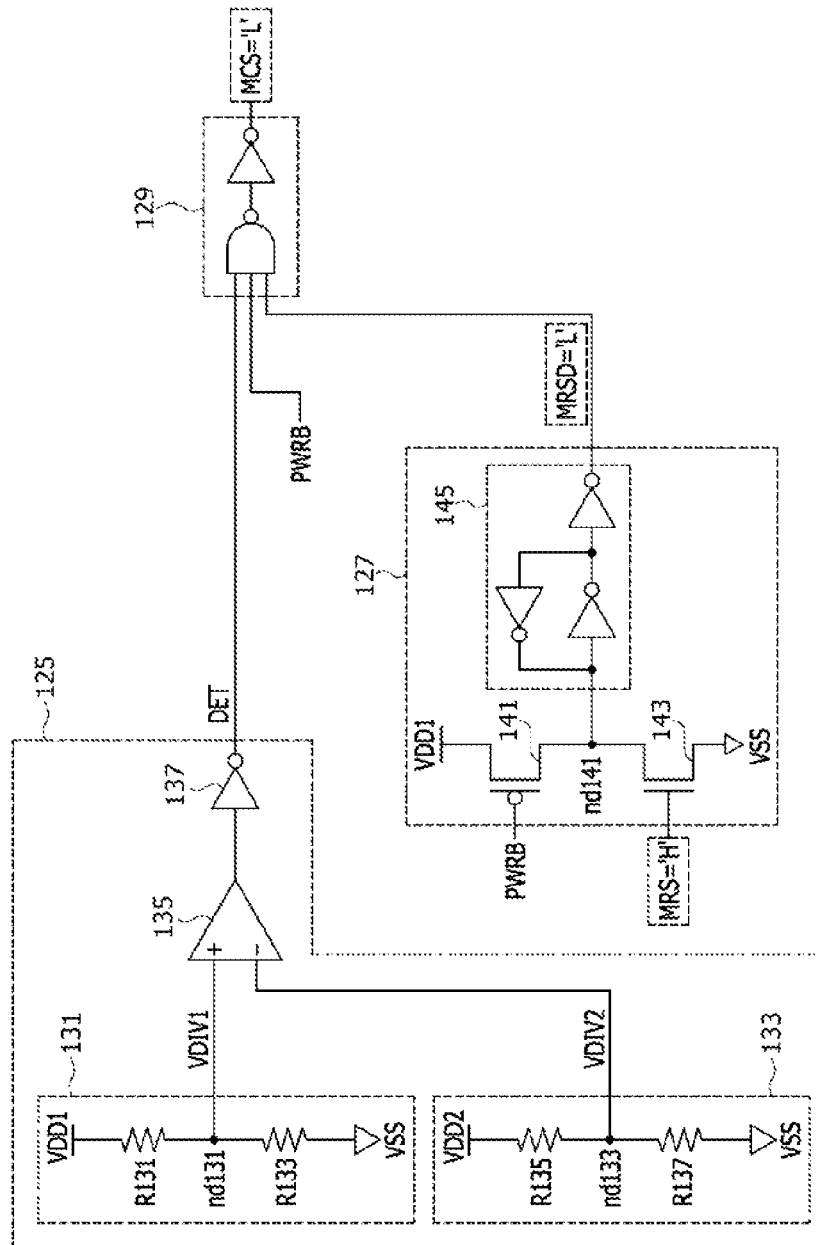 125
131
VDD1
R131
nd131
R133
VSS
VDIV1
135
+
-
137
DET
133
VDD2
R135
nd133
R137
VSS
VDIV2
PWRB
129
MCS='L'
127
VDD1
PWRB
141
nd141
143
MRS='H'
VSS
145
MRSD='L'